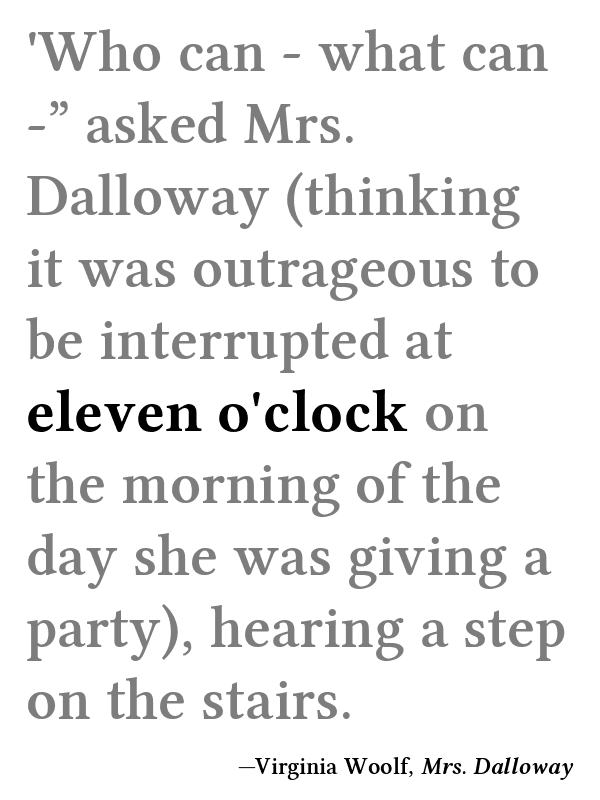 'Who can - what can
-” asked Mrs.
Dalloway (thinking
it was outrageous to
be interrupted at
eleven o'clock on
the morning of the
day she was giving a
party), hearing a step
on the stairs.
—Virginia Woolf, Mrs. Dalloway